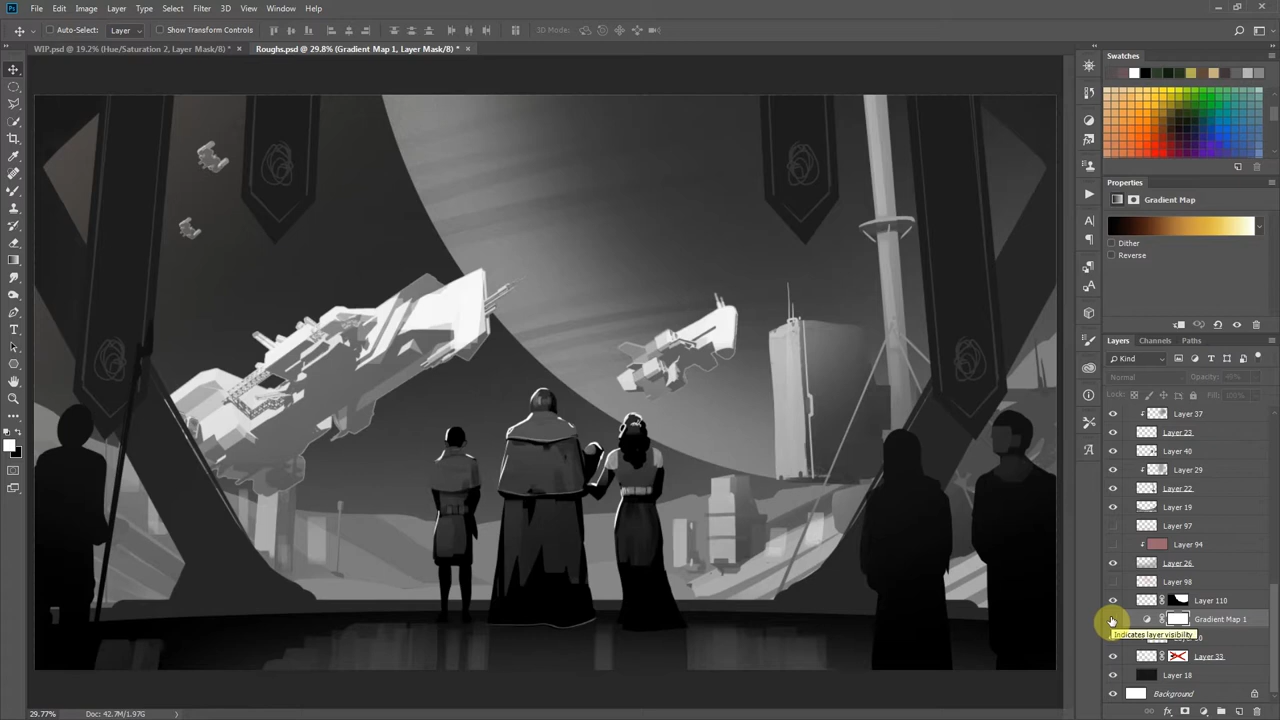 Ps File Edit Image Layer Type Select Filter 3D View Window Help
Auto-Select: Layer Show Transform Controls 3D Mode:
WIP.psd @ 19.2% (Hue/Saturation 2, Layer Mask/8) * × Roughs.psd @ 29.8% (Gradient Map 1, Layer Mask/8) * ×
Swatches
Properties
Gradient Map
Dither
Reverse
Layers Channels Paths
Kind
Normal Opacity:
Lock: Fill: 100%
Layer 37
Layer 23
Layer 40
Layer 29
Layer 22
Layer 19
Layer 97
Layer 94
Layer 26
Layer 98
Layer 110
Gradient Map 1
Indicates layer visibility
Layer 33
Layer 18
Background
29.77% Doc: 42.7M/1.97G